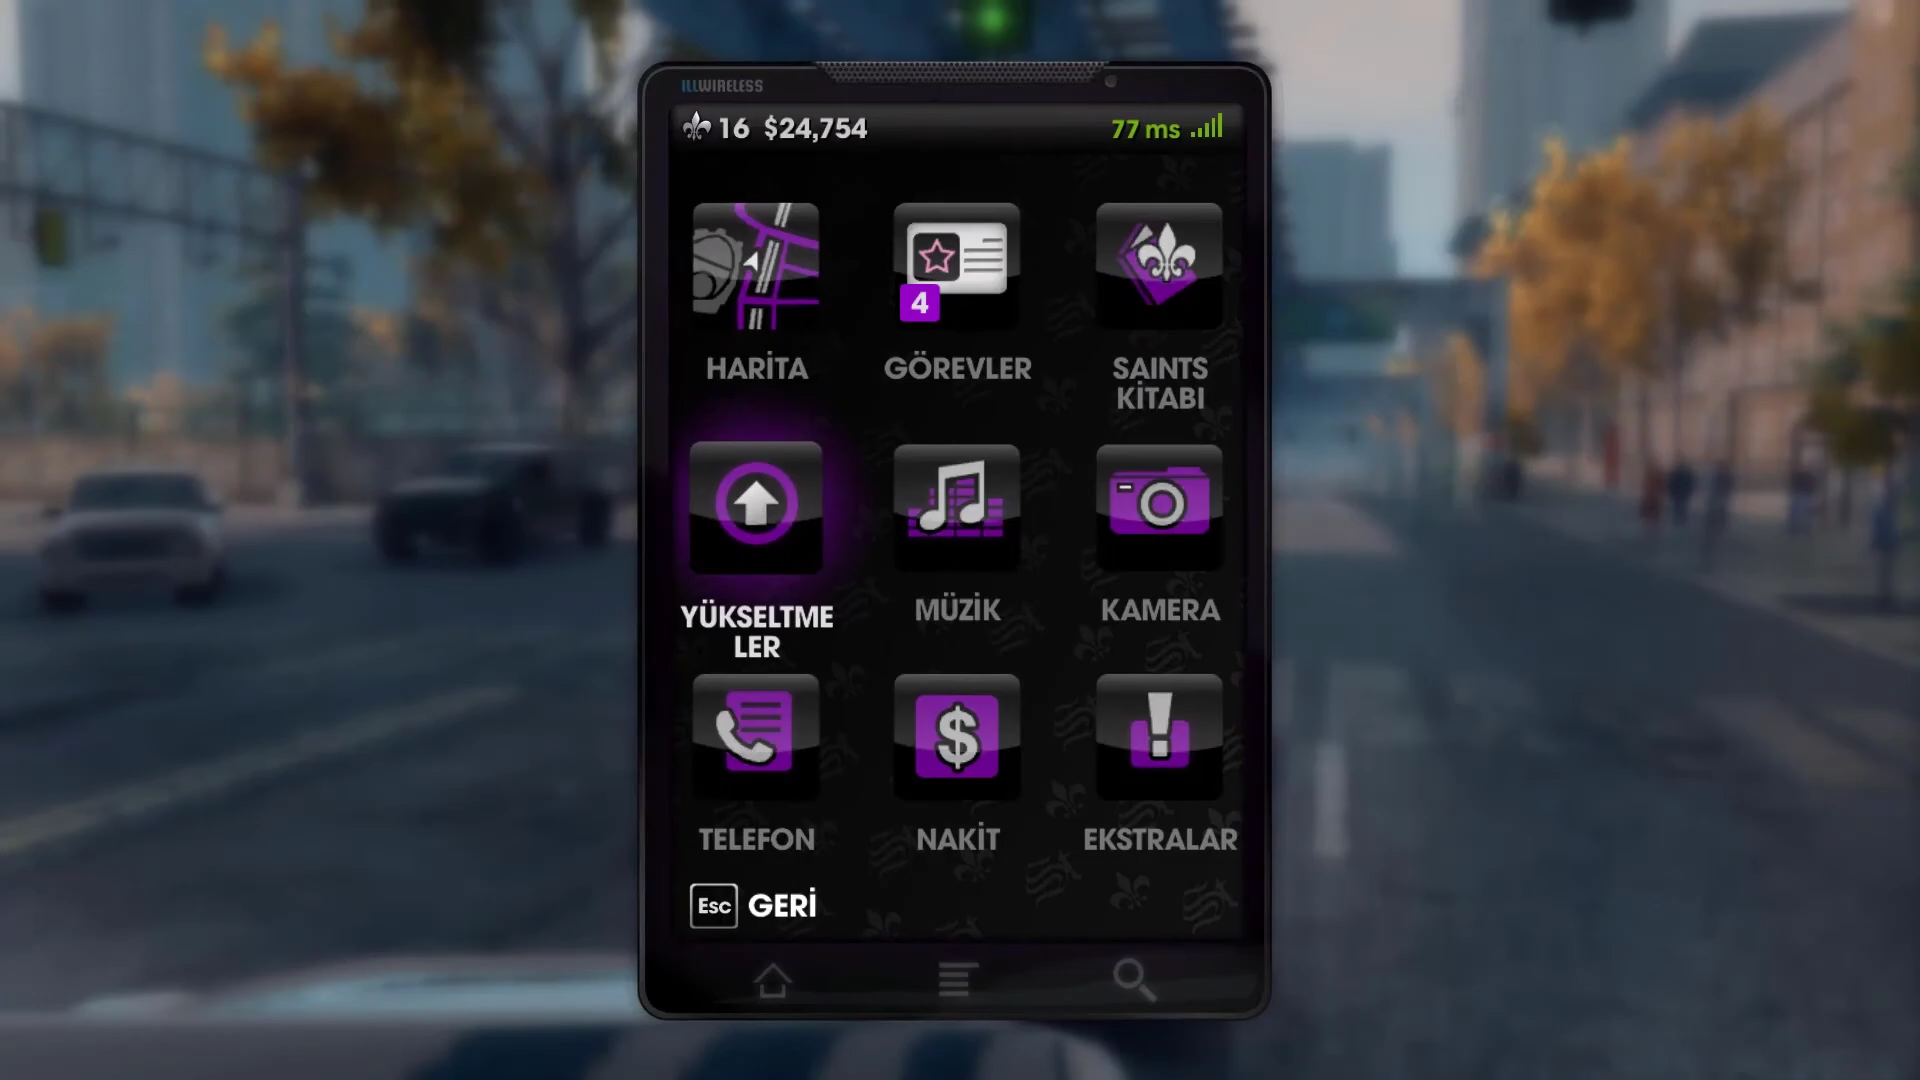 ILLWIRELESS
16 $24,754
77 ms
4
HARİTA
GÖREVLER
SAINTS
KİTABI
YÜKSELTME
LER
MÜZİK
KAMERA
TELEFON
NAKİT
EKSTRALAR
Esc GERİ